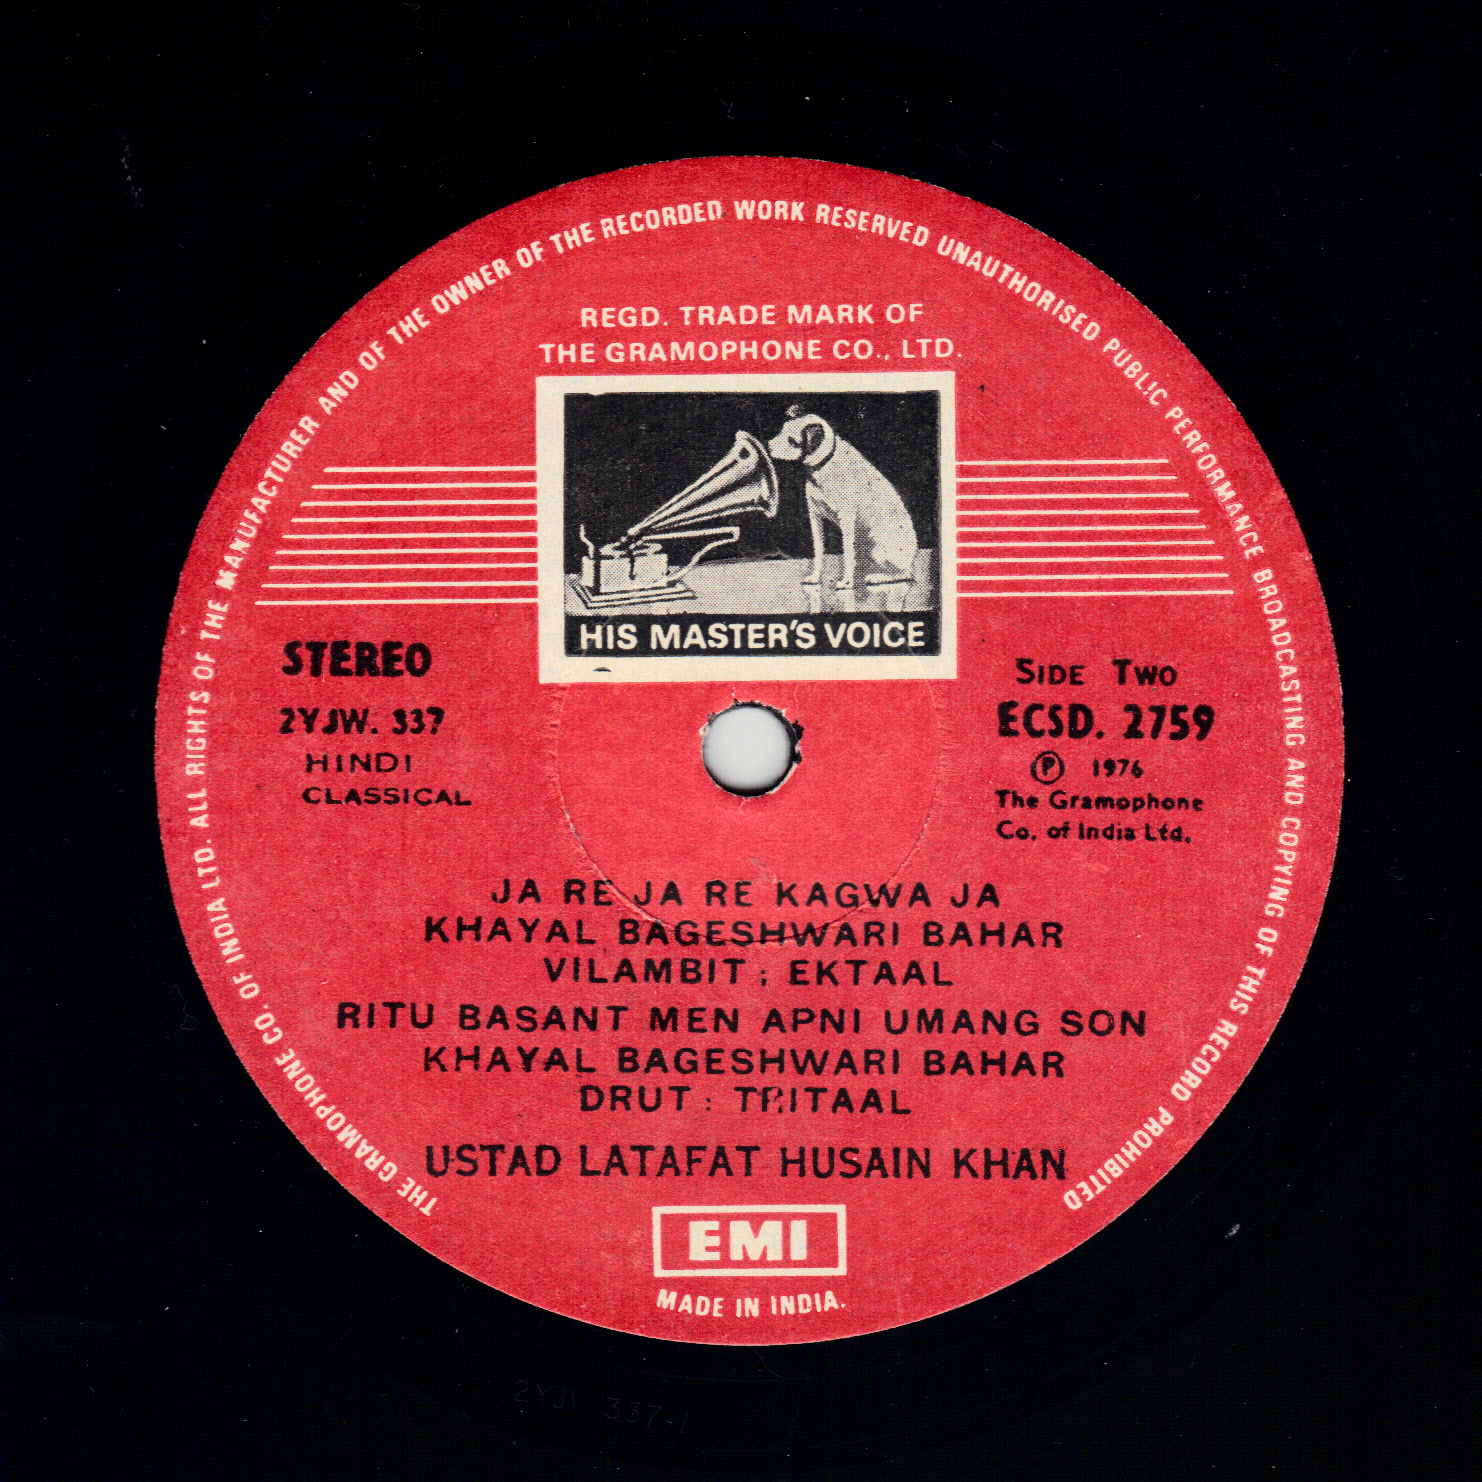 THE GRAMOPHONE CO. OF INDIA LTD. ALL RIGHTS OF THE MANUFACTURER AND OF THE OWNER OF THE RECORDED WORK RESERVED UNAUTHORISED PUBLIC PERFORMANCE BROADCASTING AND COPYING OF THIS RECORD PROHIBITED
REGD. TRADE MARK OF
THE GRAMOPHONE CO., LTD.
HIS MASTER'S VOICE
STEREO
2YJW. 337
HINDI
CLASSICAL
SIDE TWO
ECSD. 2759
Ⓟ 1976
The Gramophone
Co. of India Ltd.
JA RE JA RE KAGWA JA
KHAYAL BAGESHWARI BAHAR
VILAMBIT ; EKTAAL
RITU BASANT MEN APNI UMANG SON
KHAYAL BAGESHWARI BAHAR
DRUT : TRITAAL
USTAD LATAFAT HUSAIN KHAN
EMI
MADE IN INDIA.
2YJW 337-1